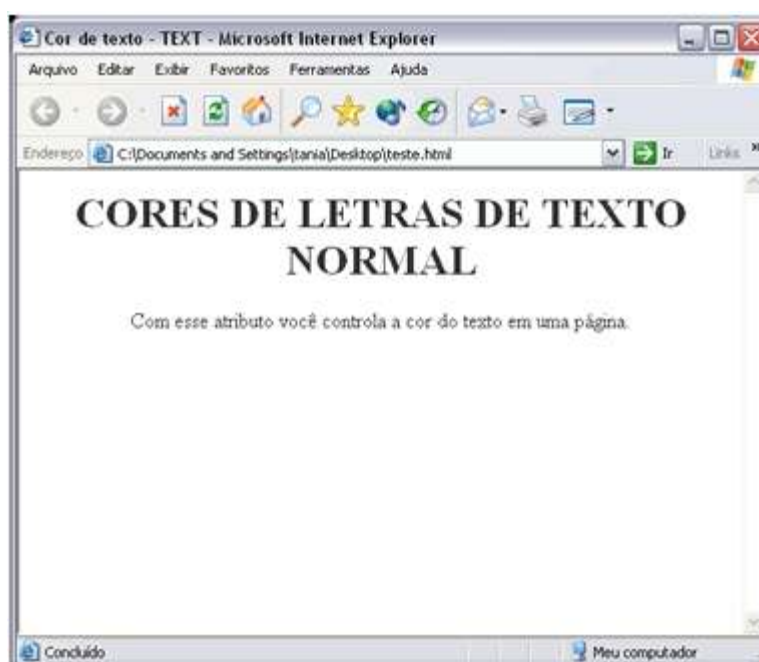 Cor de texto - TEXT - Microsoft Internet Explorer
Arquivo Editar Exibir Favoritos Ferramentas Ajuda
Endereço C:\Documents and Settings\tania\Desktop\teste.html Ir Links »
CORES DE LETRAS DE TEXTO
NORMAL
Com esse atributo você controla a cor do texto em uma página.
Concluído Meu computador